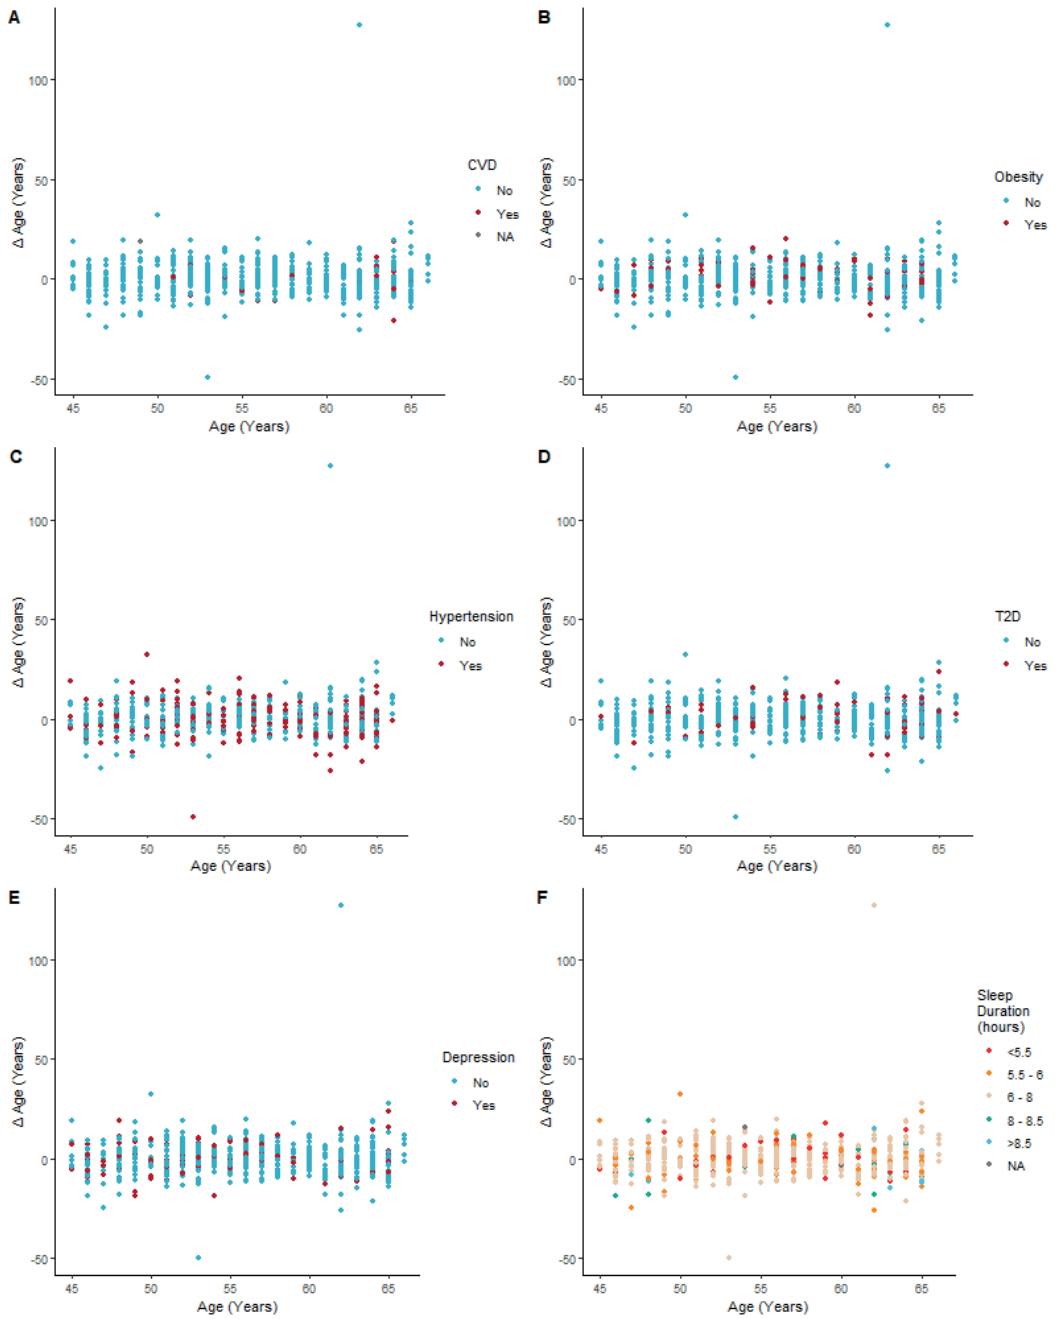 A
Δ Age (Years)
100
50
0
-50
45
50
55
60
65
Age (Years)
CVD
No
Yes
NA
B
Δ Age (Years)
100
50
0
-50
45
50
55
60
65
Age (Years)
Obesity
No
Yes
C
Δ Age (Years)
100
50
0
-50
45
50
55
60
65
Age (Years)
Hypertension
No
Yes
D
Δ Age (Years)
100
50
0
-50
45
50
55
60
65
Age (Years)
T2D
No
Yes
E
Δ Age (Years)
100
50
0
-50
45
50
55
60
65
Age (Years)
Depression
No
Yes
F
Δ Age (Years)
100
50
0
-50
45
50
55
60
65
Age (Years)
Sleep
Duration
(hours)
<5.5
5.5 - 6
6 - 8
8 - 8.5
>8.5
NA